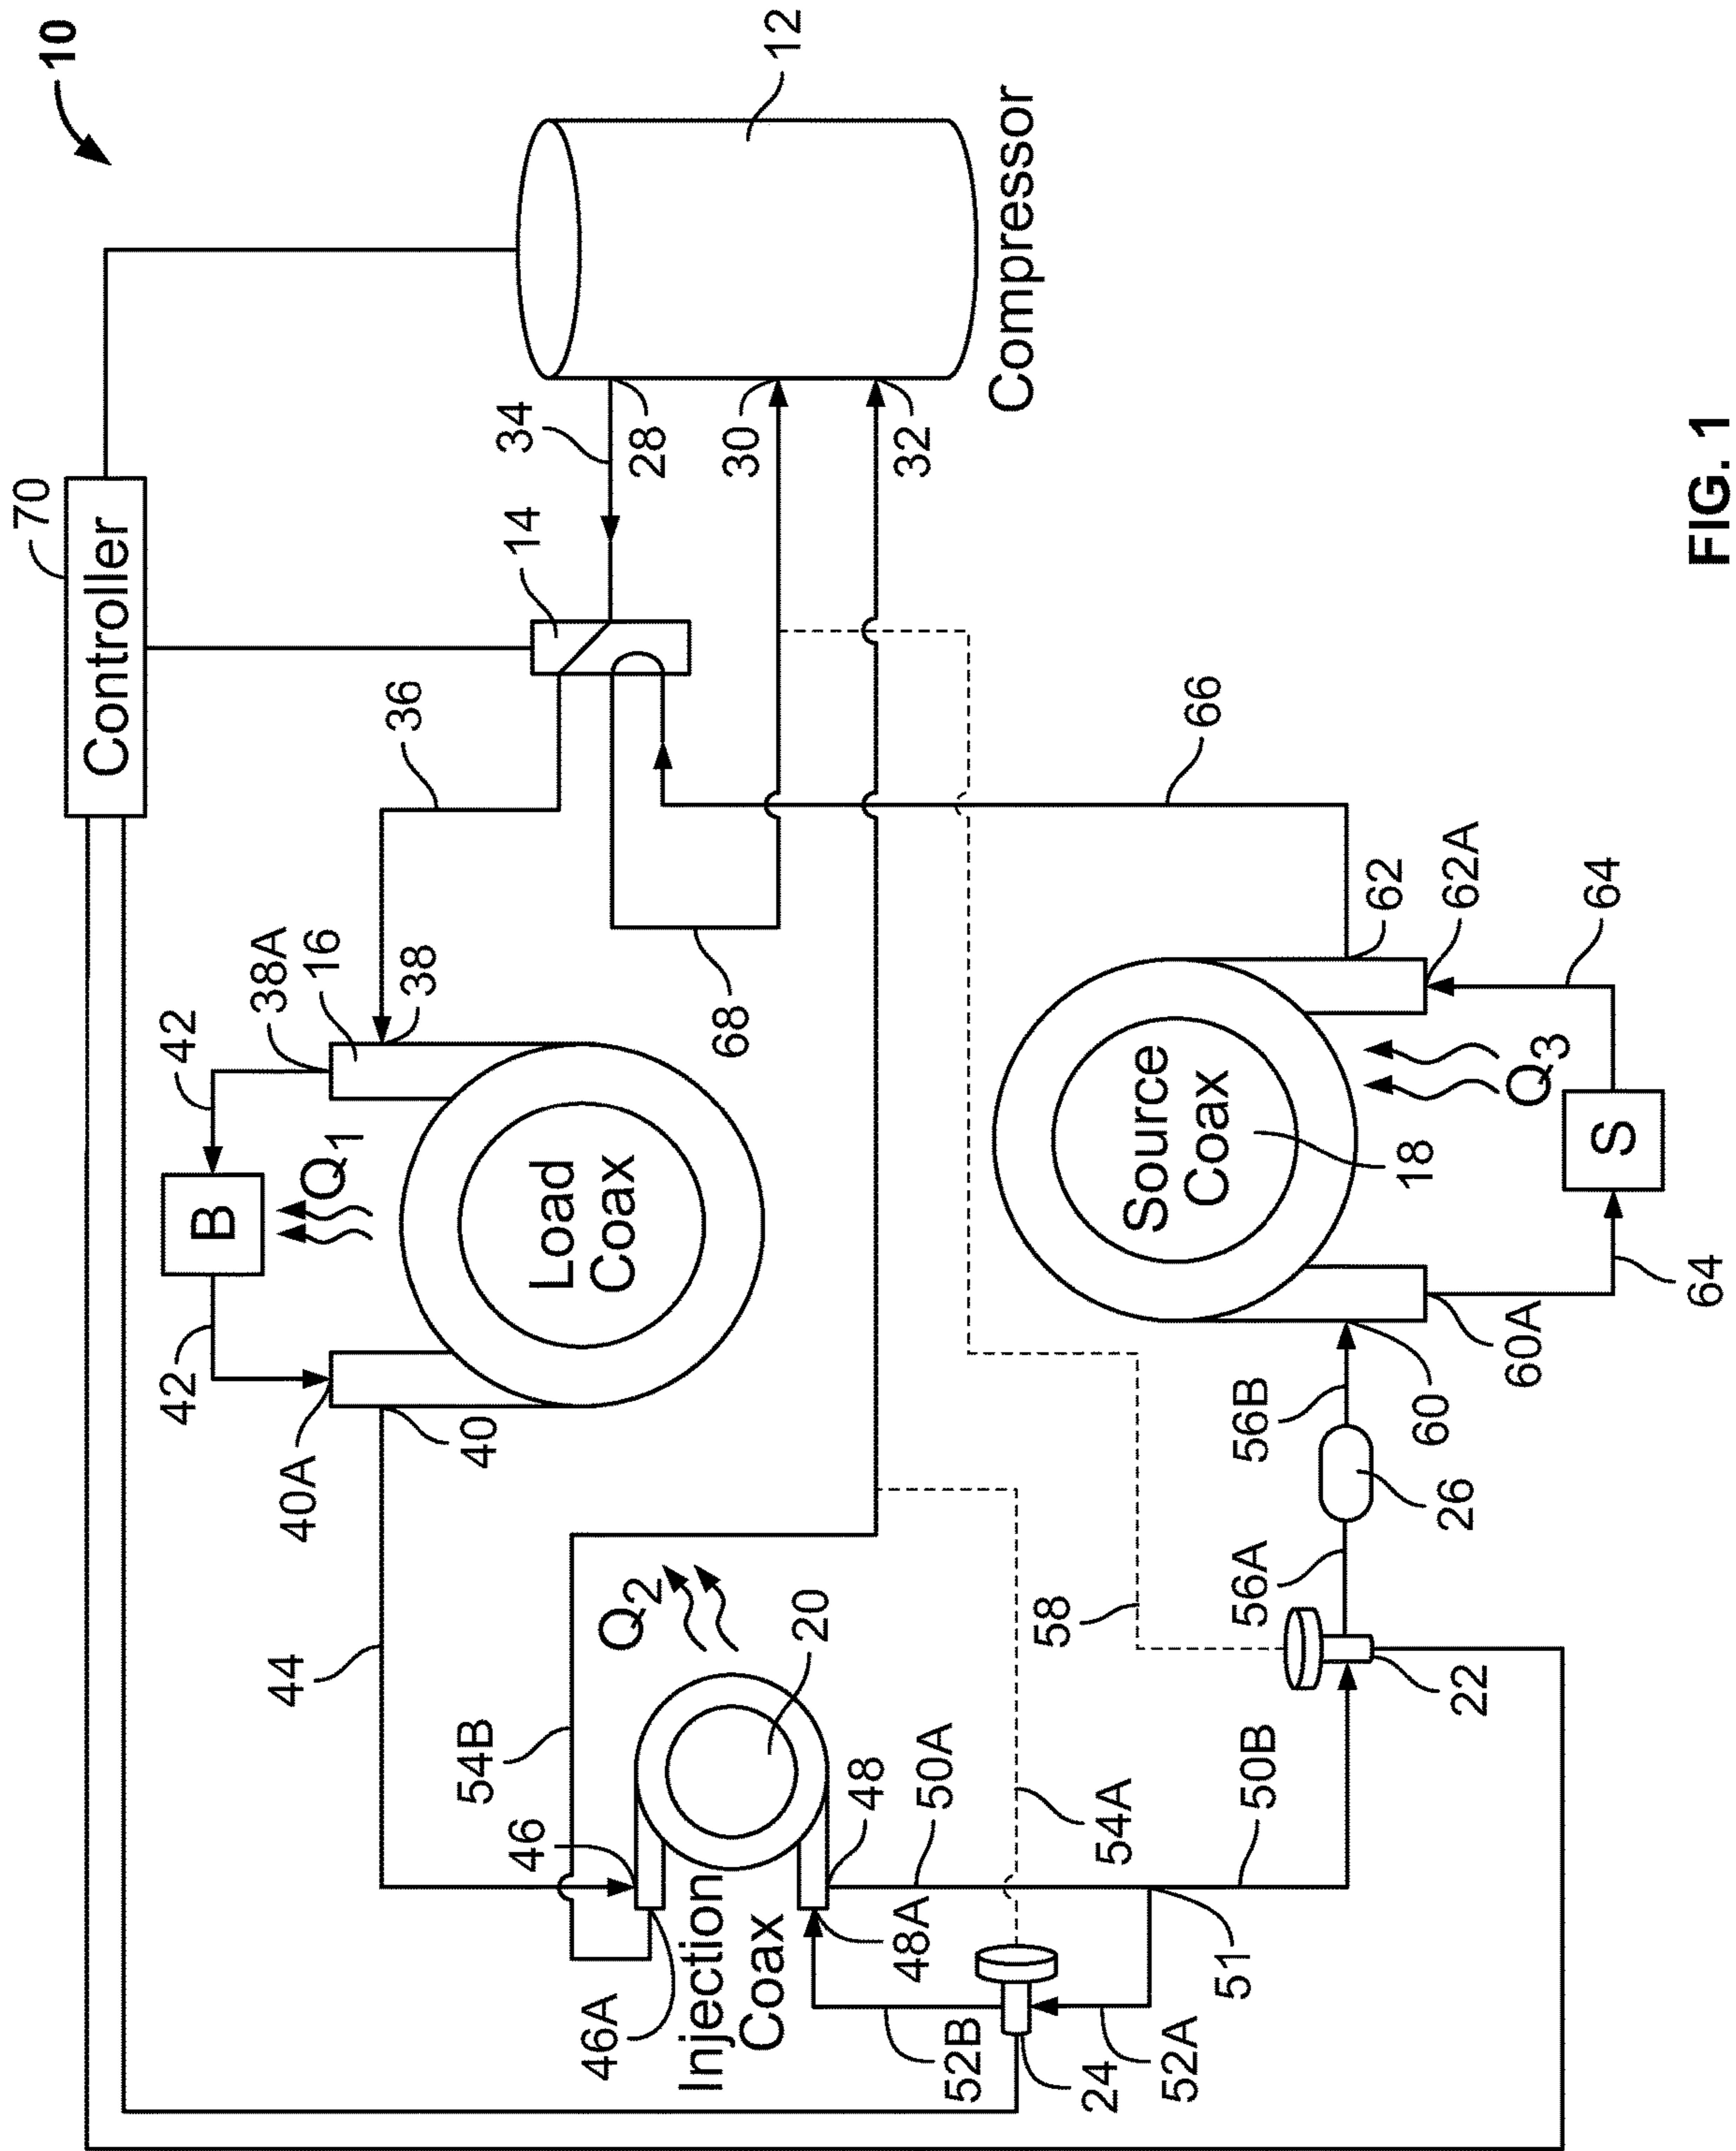 10
70
Controller
12
Compressor
34
28
30
32
14
36
38A
16
38
42
B
Q1
42
40A
40
Load
Coax
68
66
44
54B
Q2
20
46
46A
Injection
Coax
48
48A
50A
54A
58
52B
24
52A
51
50B
22
56A
26
56B
60
60A
Source
Coax
18
Q3
62
62A
64
S
64
FIG. 1